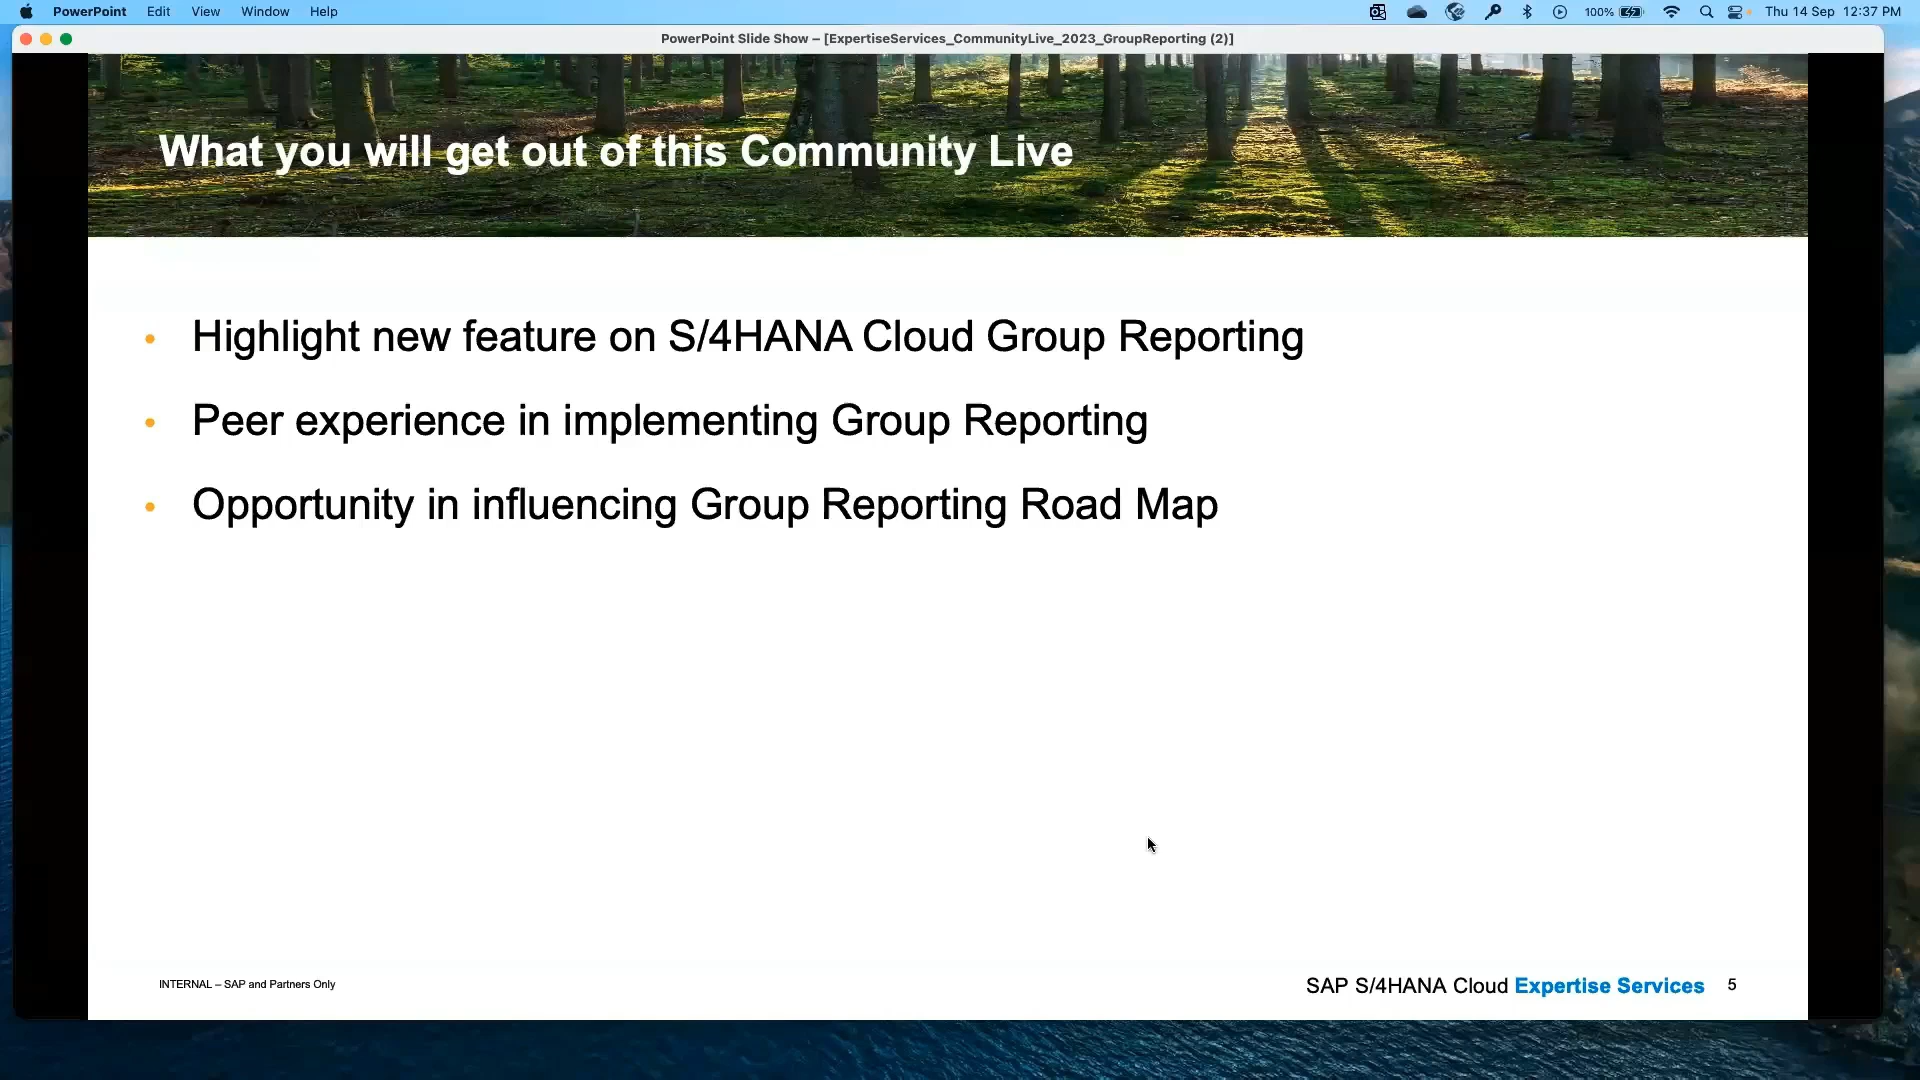 PowerPoint Edit View Window Help 100% Thu 14 Sep 12:37 PM
PowerPoint Slide Show – [ExpertiseServices_CommunityLive_2023_GroupReporting (2)]
What you will get out of this Community Live
• Highlight new feature on S/4HANA Cloud Group Reporting
• Peer experience in implementing Group Reporting
• Opportunity in influencing Group Reporting Road Map
INTERNAL – SAP and Partners Only
SAP S/4HANA Cloud Expertise Services 5